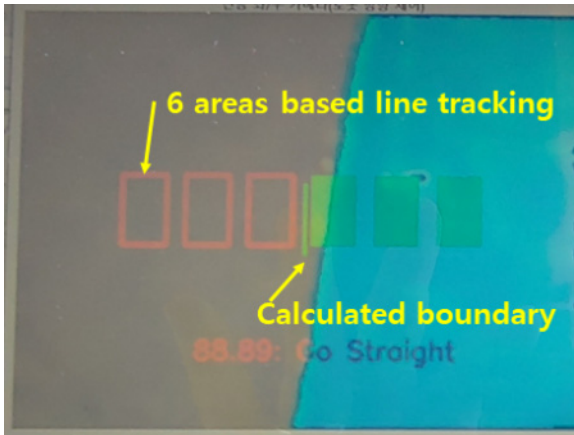 6 areas based line tracking
Calculated boundary
88.89: Go Straight